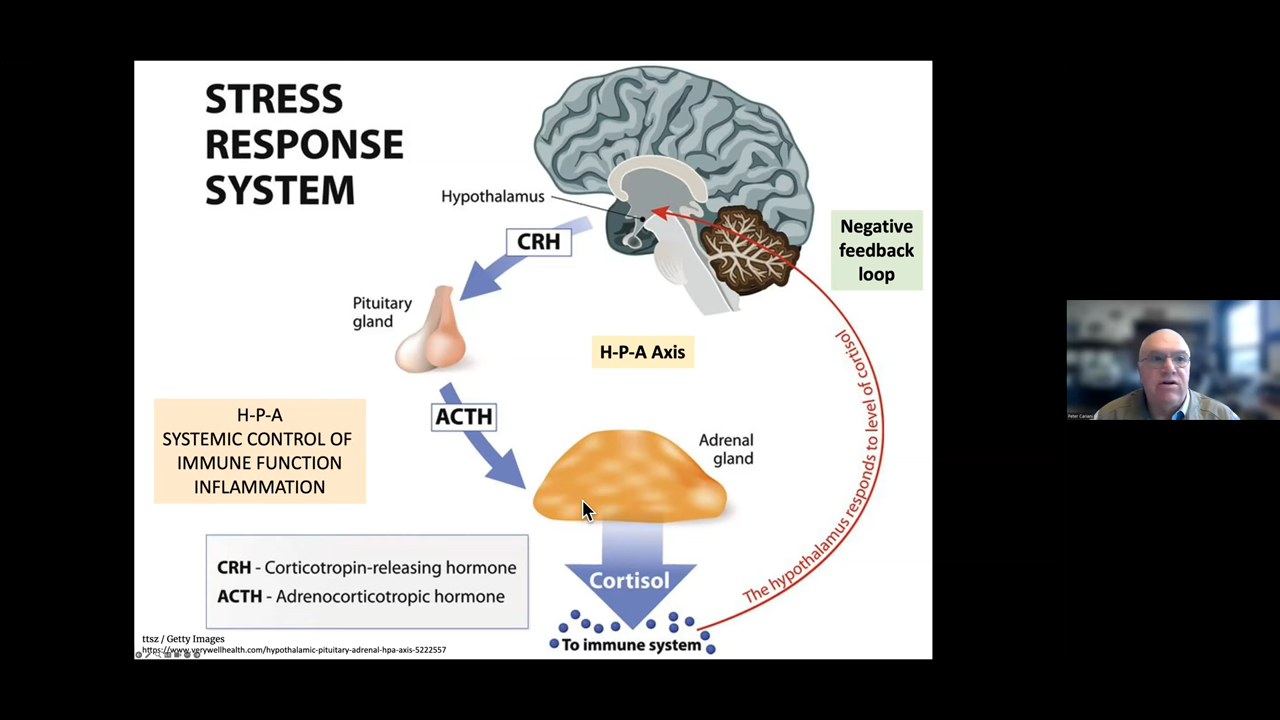 STRESS
RESPONSE
SYSTEM
Hypothalamus
CRH
Pituitary
gland
Negative
feedback
loop
H-P-A Axis
ACTH
Adrenal
gland
H-P-A
SYSTEMIC CONTROL OF
IMMUNE FUNCTION
INFLAMMATION
The hypothalamus responds to level of cortisol
CRH - Corticotropin-releasing hormone
ACTH - Adrenocorticotropic hormone
Cortisol
To immune system
ttsz / Getty Images
https://www.verywellhealth.com/hypothalamic-pituitary-adrenal-hpa-axis-5222557
Peter Cariani